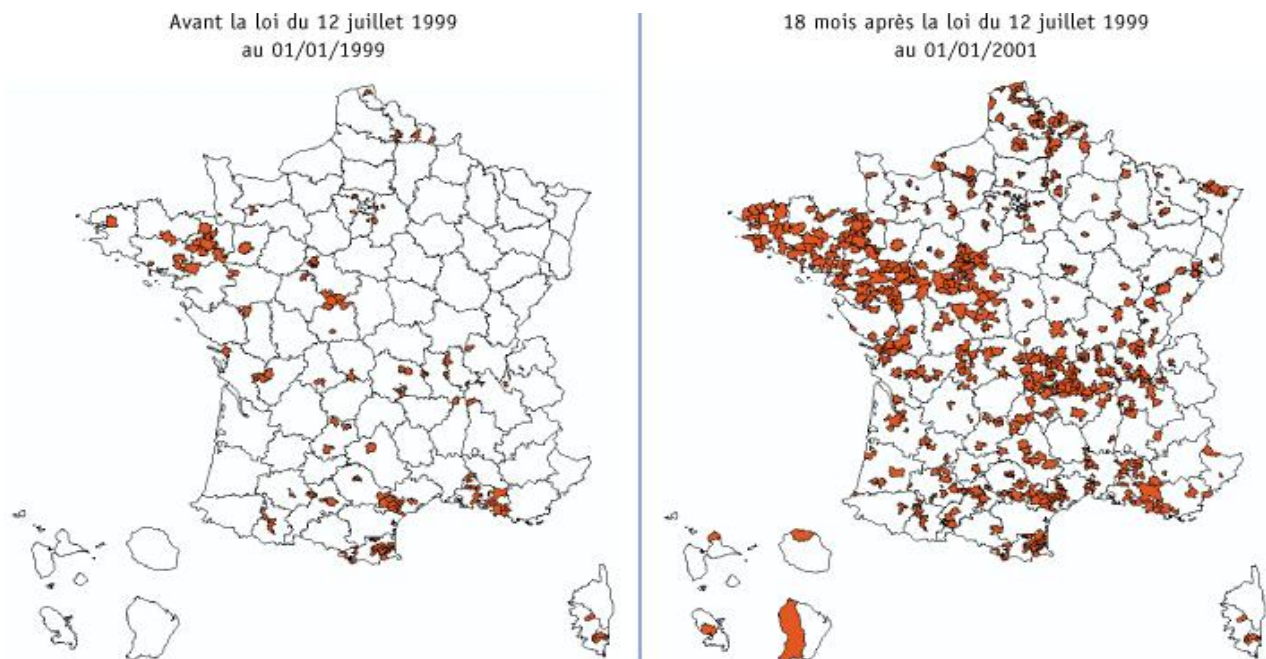 Avant la loi du 12 juillet 1999
au 01/01/1999
18 mois après la loi du 12 juillet 1999
au 01/01/2001